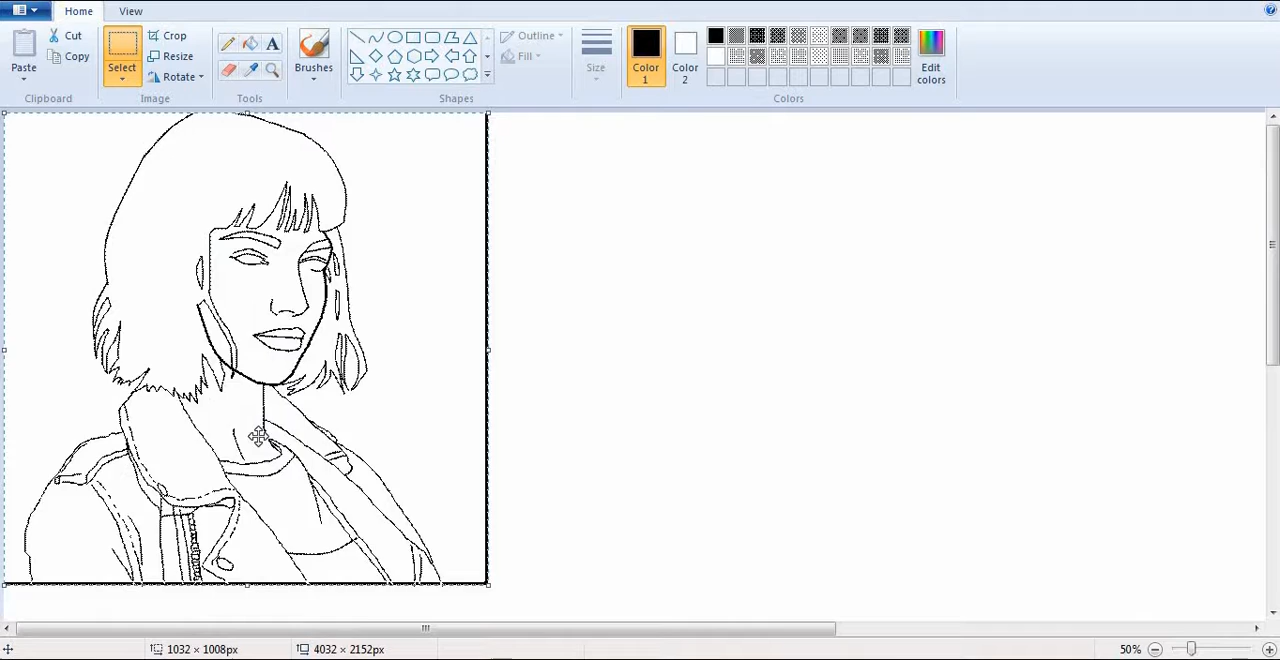 Home View
Paste
Cut
Copy
Clipboard
Select
Crop
Resize
Rotate
Image
A
Tools
Brushes
Outline
Fill
Shapes
Size
Color 1
Color 2
Edit colors
Colors
1032 × 1008px
4032 × 2152px
50%